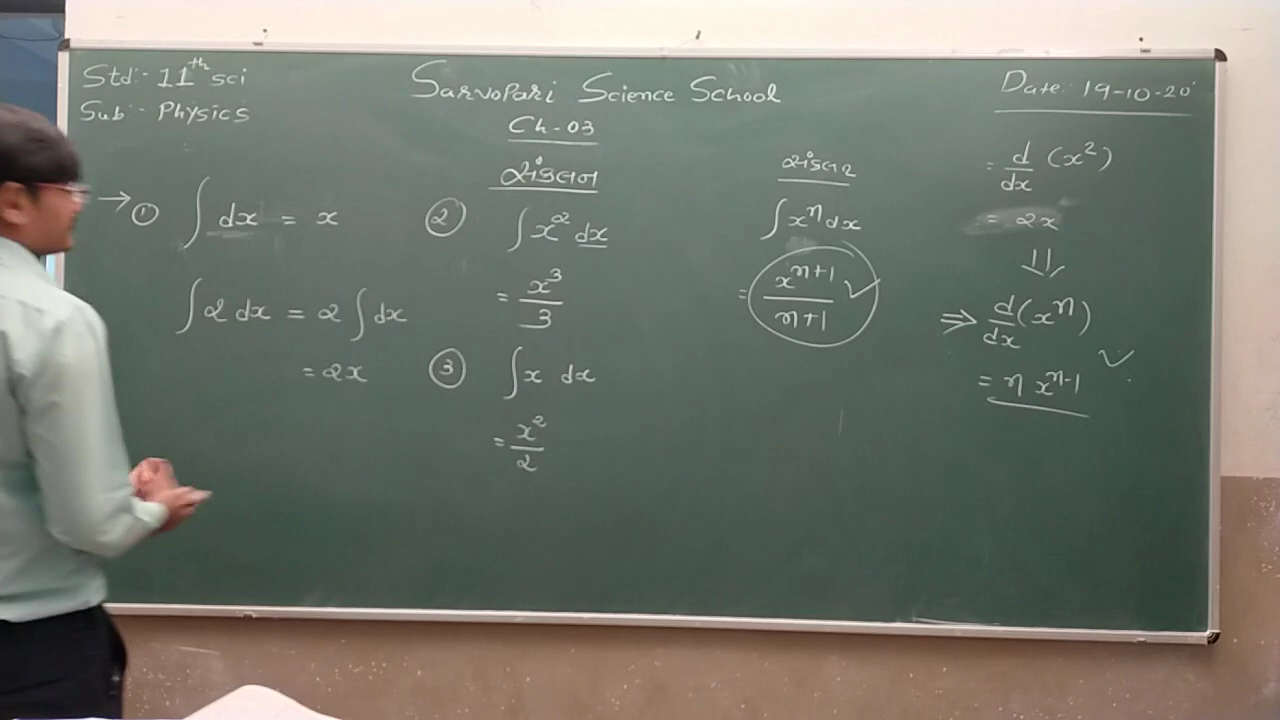 Std:- 11th sci
Sub:- Physics
Sarvopari Science School
Date: 19-10-20
Ch-03
સંકલન
→ ① ∫ dx = x
∫ 2 dx = 2 ∫ dx
= 2x
② ∫ x² dx
= x³/3
③ ∫ x dx
= x²/2
∫ xⁿ dx
= xⁿ⁺¹/n+1 ✓
= d/dx (x²)
= 2x
⇓
⇒ d/dx (xⁿ)
= n xⁿ⁻¹ ✓